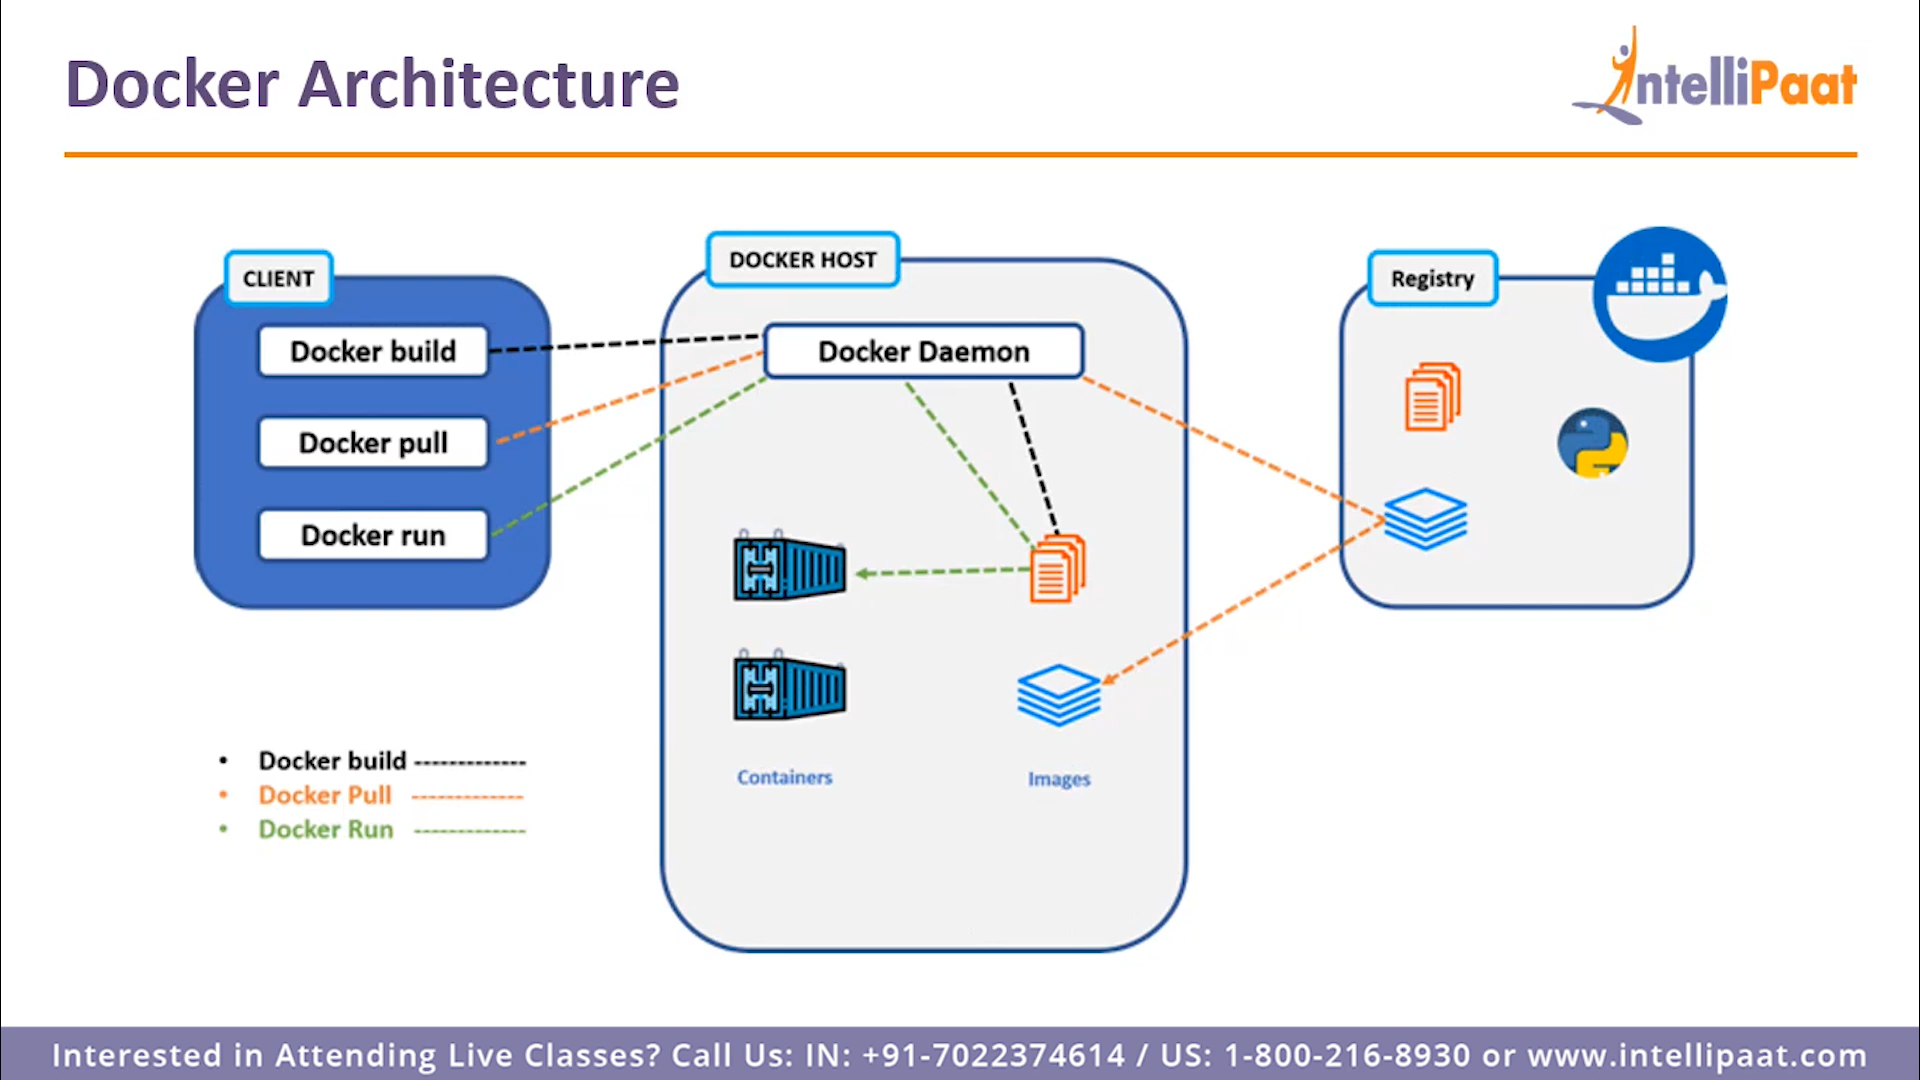 Docker Architecture
IntelliPaat
CLIENT
Docker build
Docker pull
Docker run
DOCKER HOST
Docker Daemon
Containers
Images
Registry
• Docker build -------------
• Docker Pull -------------
• Docker Run -------------
Interested in Attending Live Classes? Call Us: IN: +91-7022374614 / US: 1-800-216-8930 or www.intellipaat.com